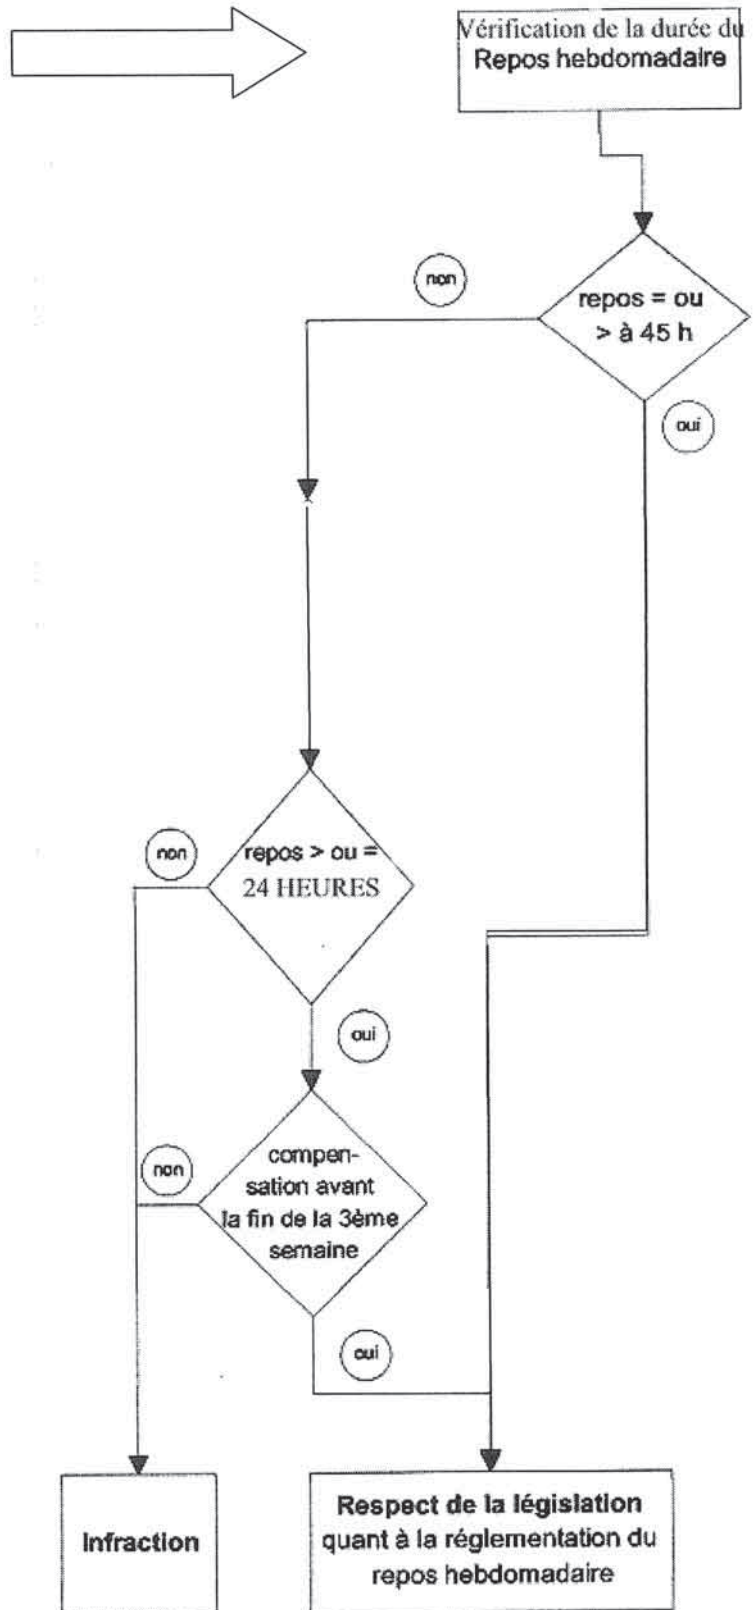 Vérification de la durée du
Repos hebdomadaire
non
repos = ou
> à 45 h
oui
non
repos > ou =
24 HEURES
oui
non
compen-
sation avant
la fin de la 3ème
semaine
oui
Infraction
Respect de la législation
quant à la réglementation du
repos hebdomadaire